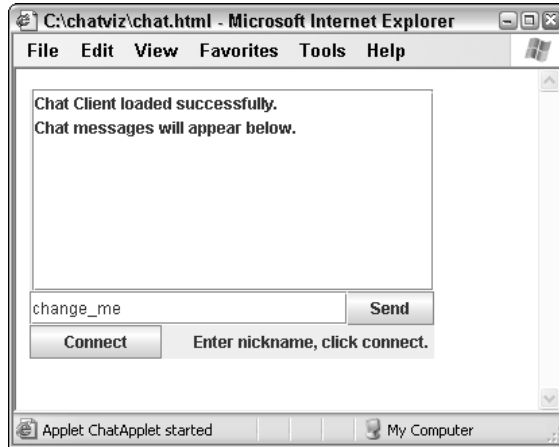 C:\chatviz\chat.html - Microsoft Internet Explorer
File Edit View Favorites Tools Help
Chat Client loaded successfully.
Chat messages will appear below.
change_me Send
Connect Enter nickname, click connect.
Applet ChatApplet started My Computer